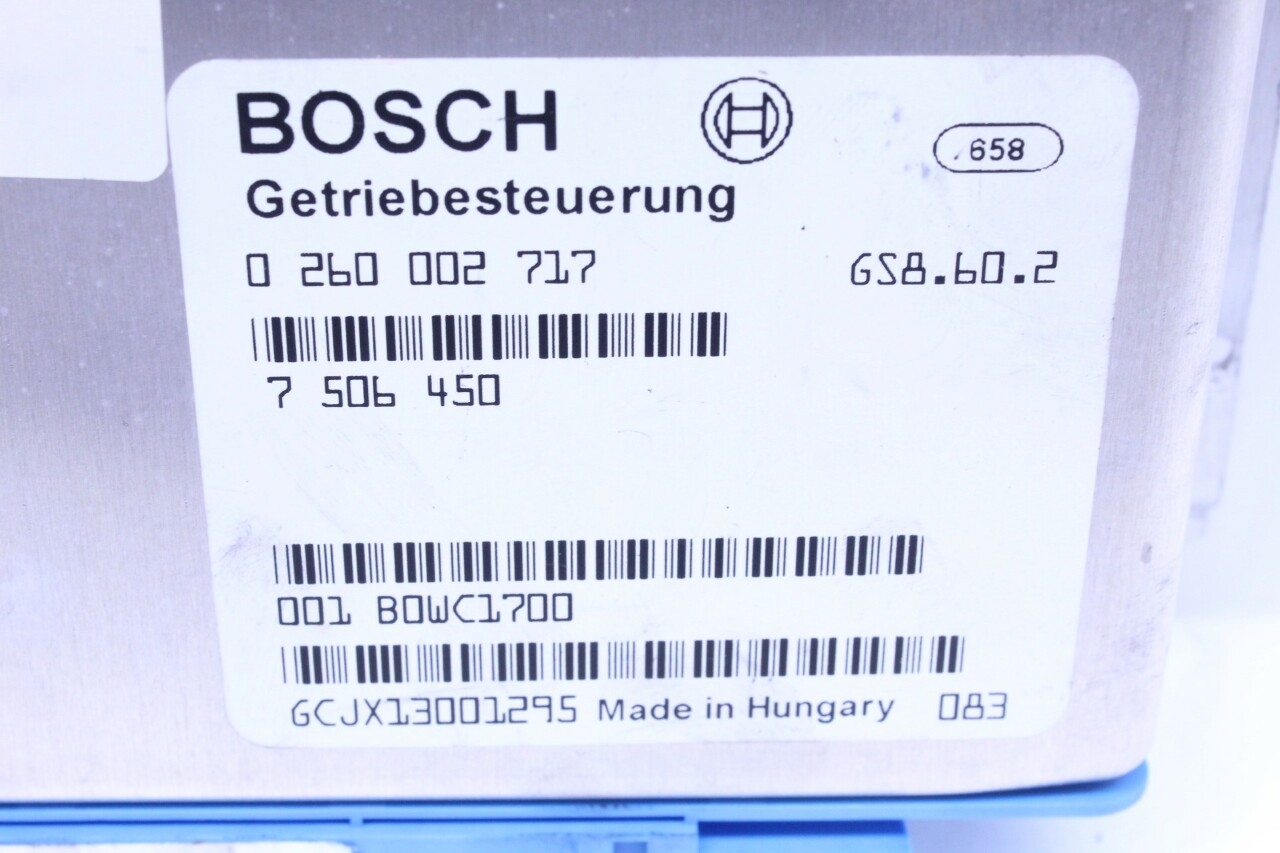 BOSCH
658
Getriebesteuerung
0 260 002 717 GS8.60.2
7 506 450
001 B0WC1700
GCJX13001295 Made in Hungary 083